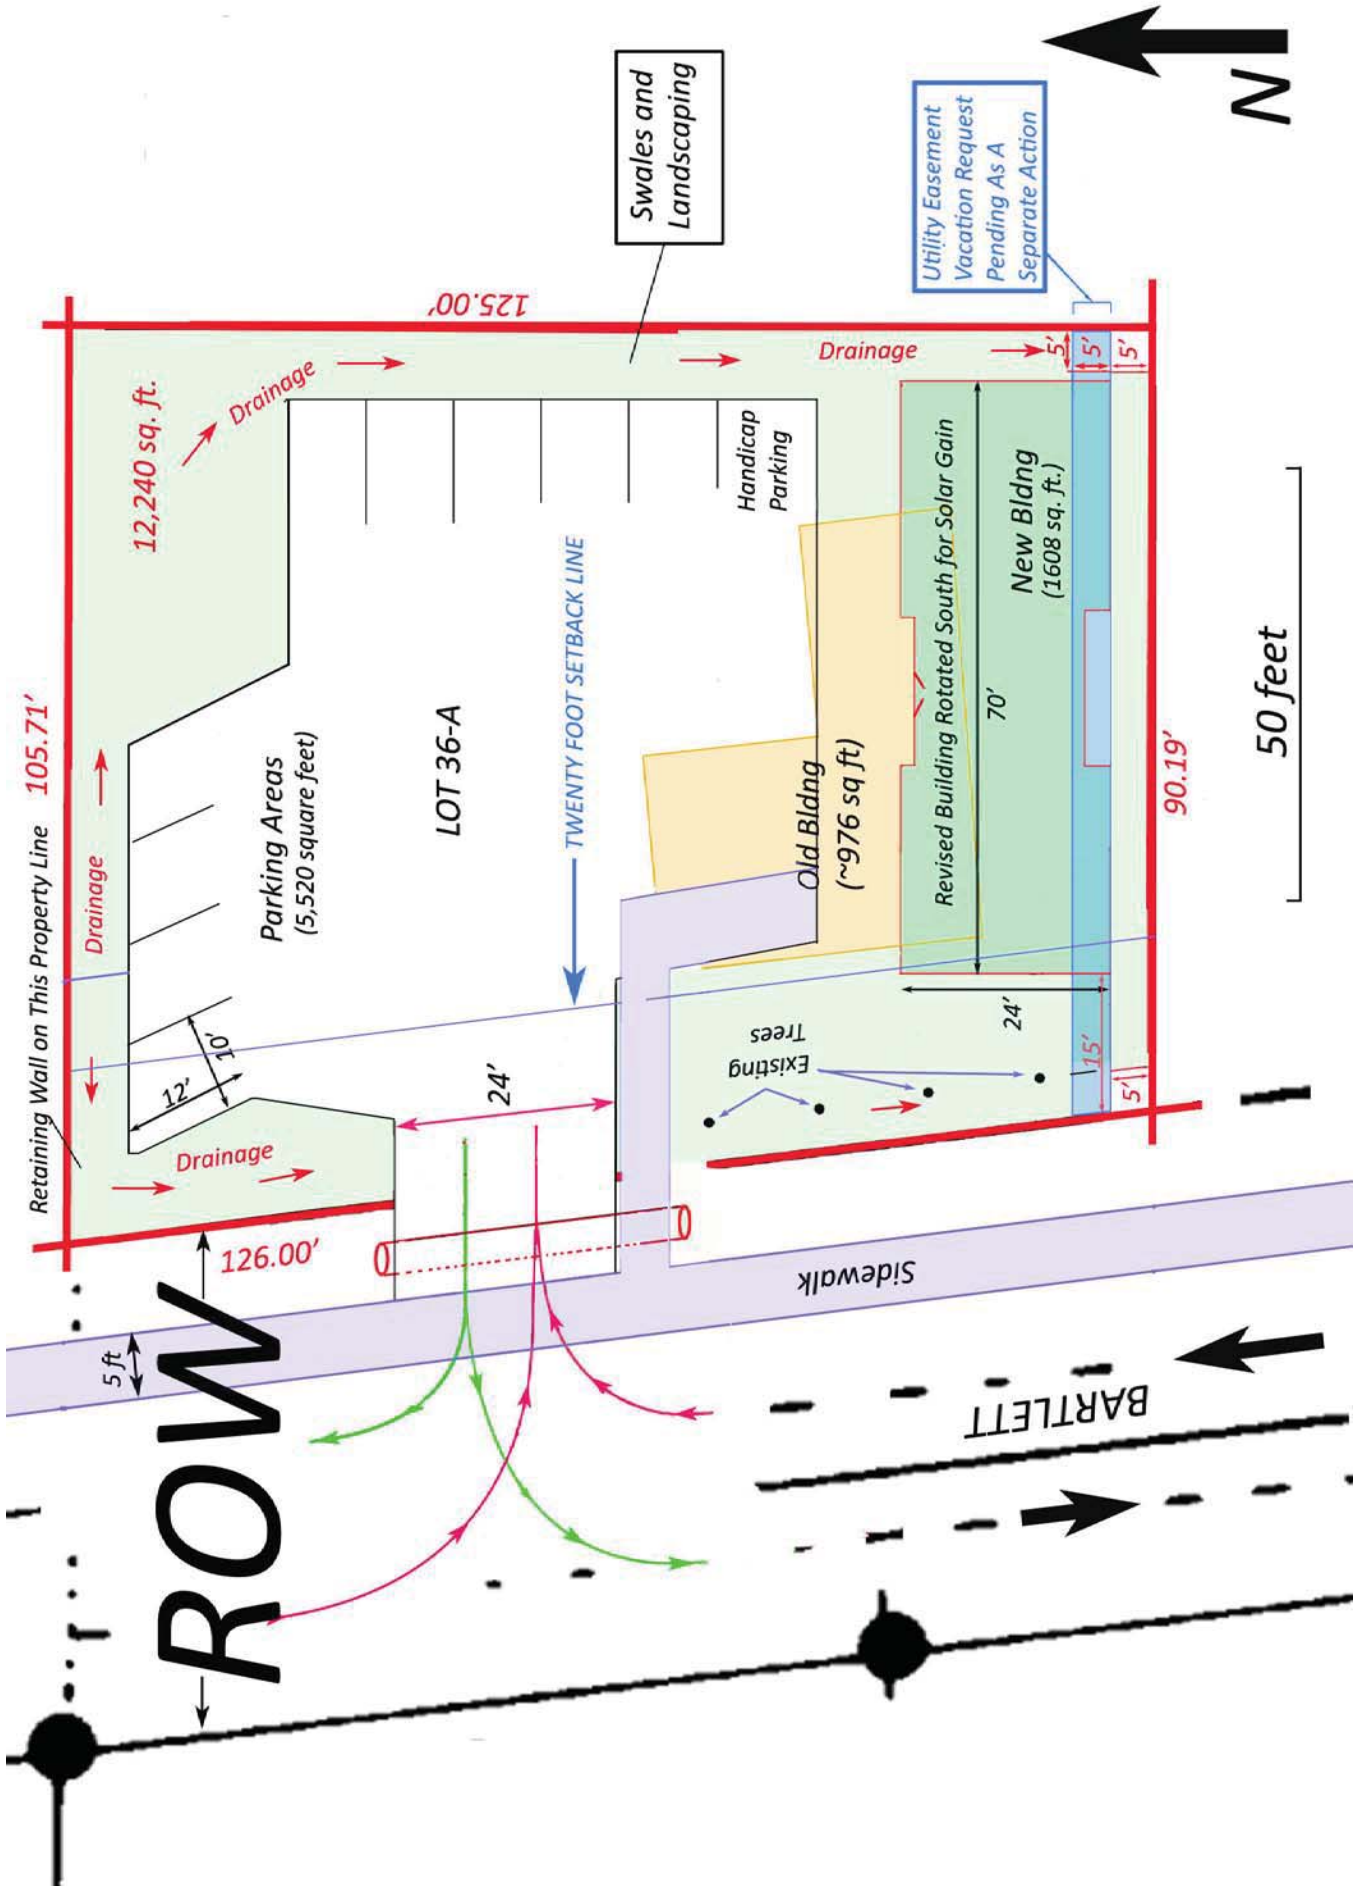 Retaining Wall on This Property Line 105.71'
Drainage
12,240 sq. ft.
Drainage
125.00'
Swales and
Landscaping
N
Utility Easement
Vacation Request
Pending As A
Separate Action
Drainage
5'
5'
5'
Parking Areas
(5,520 square feet)
LOT 36-A
TWENTY FOOT SETBACK LINE
Handicap
Parking
12'
10'
Drainage
24'
126.00'
Old Bldng
(~976 sq ft)
Revised Building Rotated South for Solar Gain
70'
New Bldng
(1608 sq. ft.)
24'
15'
5'
Existing
Trees
90.19'
50 feet
Sidewalk
5 ft
ROW
BARTLETT